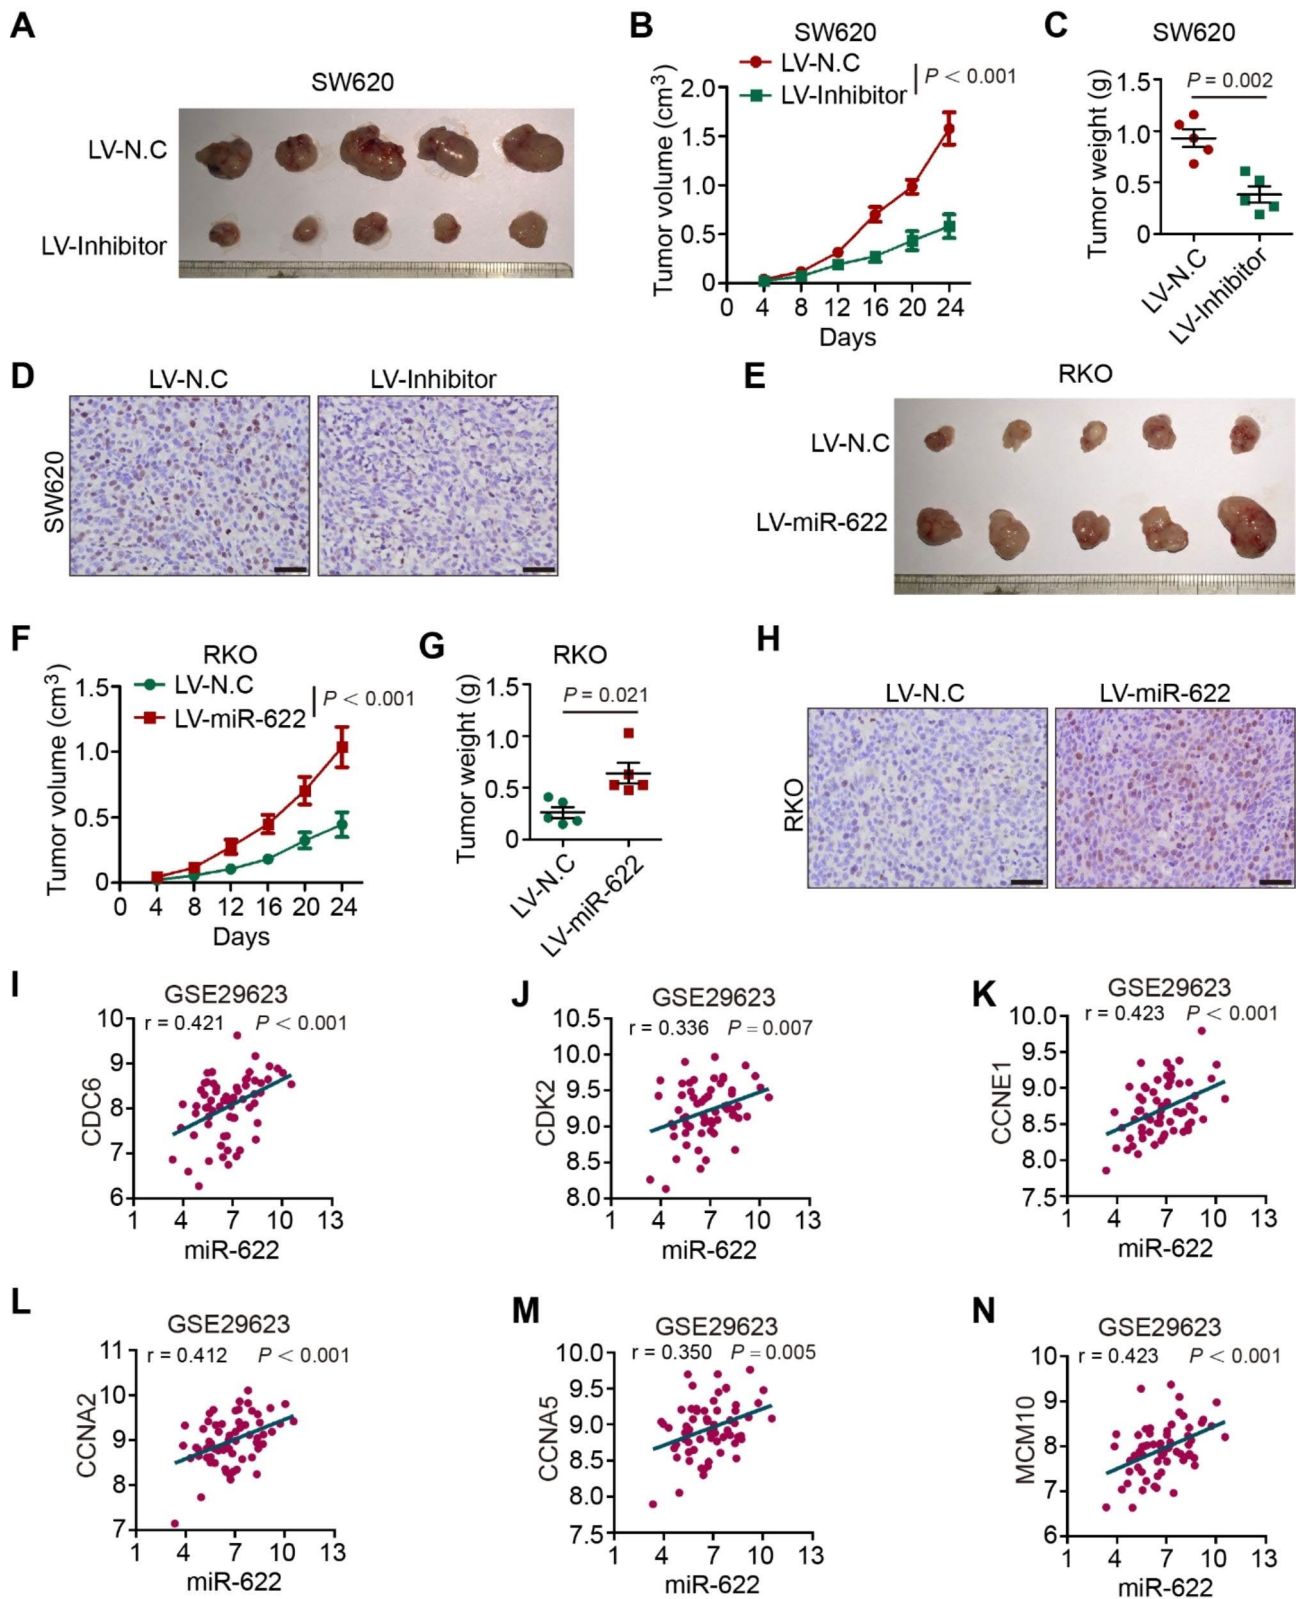 A
SW620
LV-N.C
LV-Inhibitor
B
SW620
LV-N.C
LV-Inhibitor
P < 0.001
Tumor volume (cm³)
2.0
1.5
1.0
0.5
0
0 4 8 12 16 20 24
Days
C
SW620
P = 0.002
Tumor weight (g)
1.5
1.0
0.5
0
LV-N.C
LV-Inhibitor
D
LV-N.C
LV-Inhibitor
SW620
E
RKO
LV-N.C
LV-miR-622
F
RKO
LV-N.C
LV-miR-622
P < 0.001
Tumor volume (cm³)
1.5
1.0
0.5
0
0 4 8 12 16 20 24
Days
G
RKO
P = 0.021
Tumor weight (g)
1.5
1.0
0.5
0
LV-N.C
LV-miR-622
H
LV-N.C
LV-miR-622
RKO
I
GSE29623
r = 0.421 P < 0.001
CDC6
10
9
8
7
6
1 4 7 10 13
miR-622
J
GSE29623
r = 0.336 P = 0.007
CDK2
10.5
10.0
9.5
9.0
8.5
8.0
1 4 7 10 13
miR-622
K
GSE29623
r = 0.423 P < 0.001
CCNE1
10.0
9.5
9.0
8.5
8.0
7.5
1 4 7 10 13
miR-622
L
GSE29623
r = 0.412 P < 0.001
CCNA2
11
10
9
8
7
1 4 7 10 13
miR-622
M
GSE29623
r = 0.350 P = 0.005
CCNA5
10.0
9.5
9.0
8.5
8.0
7.5
1 4 7 10 13
miR-622
N
GSE29623
r = 0.423 P < 0.001
MCM10
10
9
8
7
6
1 4 7 10 13
miR-622